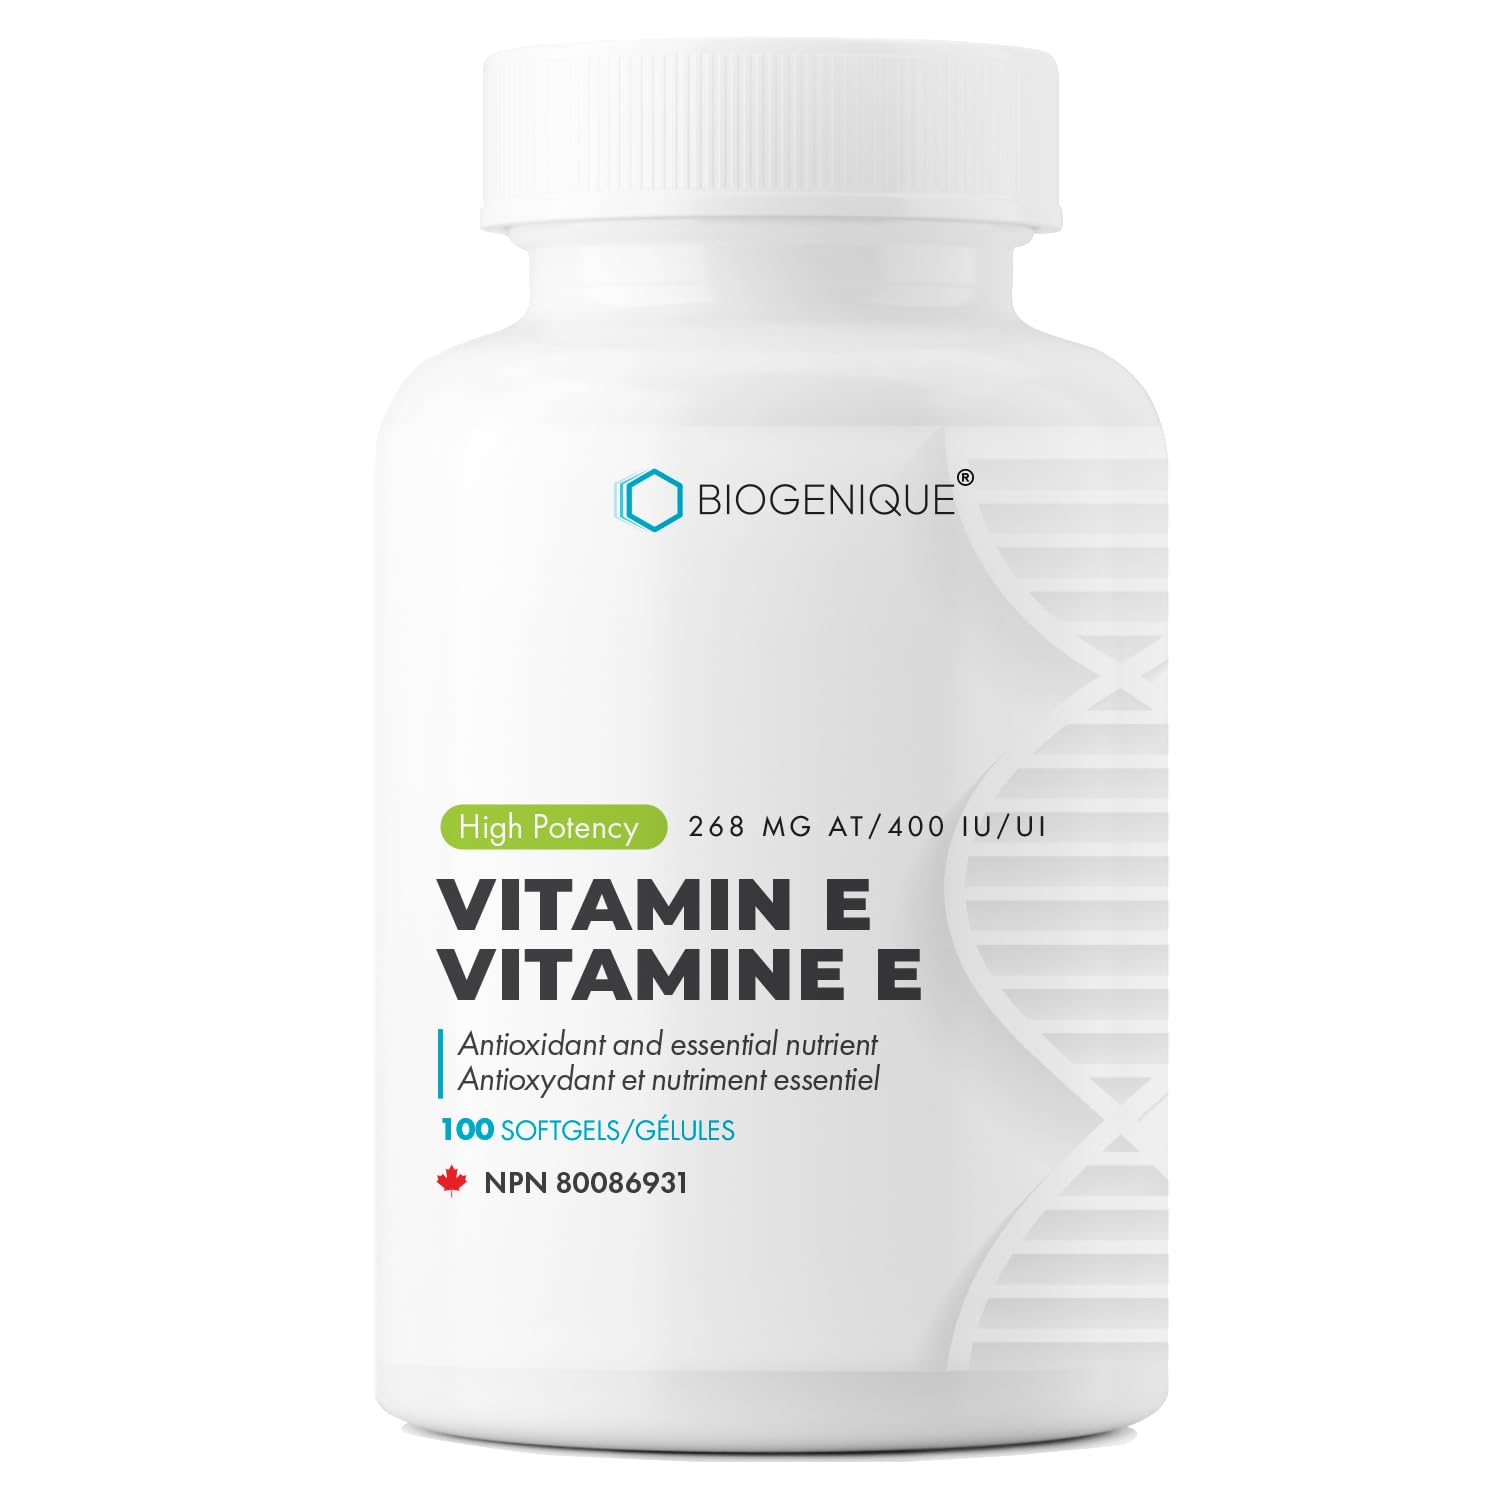 BIOGENIQUE®
High Potency 268 MG AT/400 IU/UI
VITAMIN E
VITAMINE E
Antioxidant and essential nutrient
Antioxydant et nutriment essentiel
100 SOFTGELS/GÉLULES
NPN 80086931